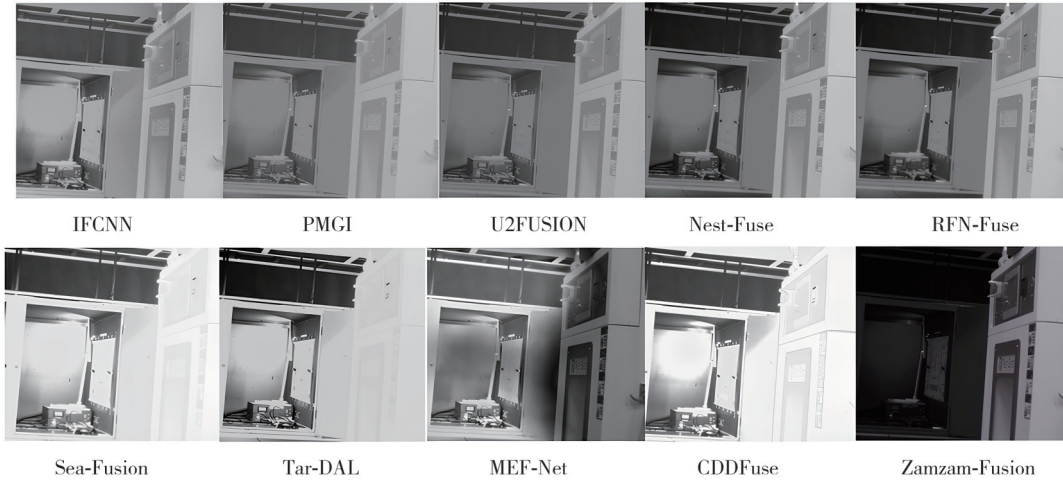 IFCNN
PMGI
U2FUSION
Nest-Fuse
RFN-Fuse
Sea-Fusion
Tar-DAL
MEF-Net
CDDFuse
Zamzam-Fusion